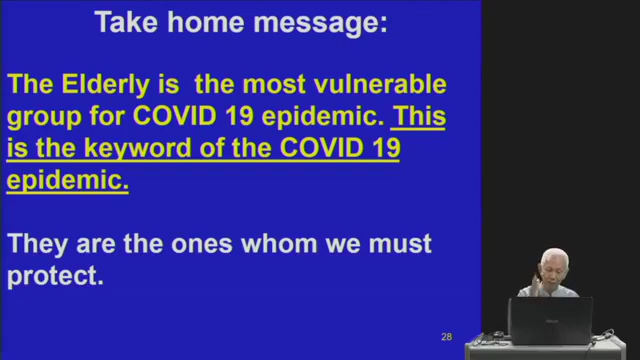 Take home message:
The Elderly is the most vulnerable
group for COVID 19 epidemic. This
is the keyword of the COVID 19
epidemic.
They are the ones whom we must
protect.
28